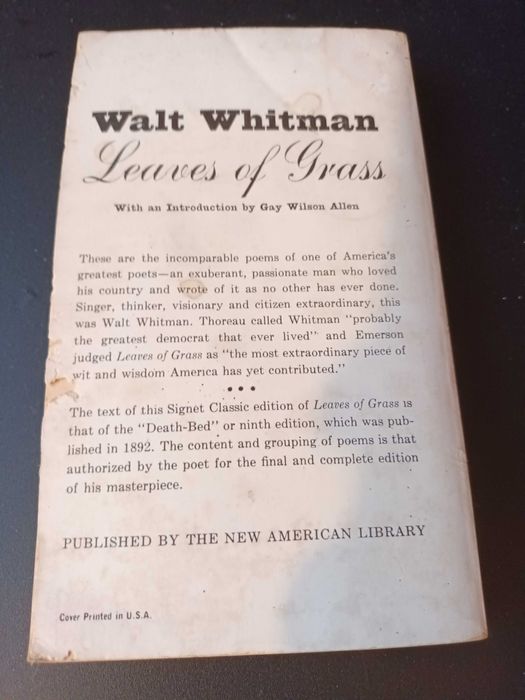 Walt Whitman
Leaves of Grass
With an Introduction by Gay Wilson Allen
These are the incomparable poems of one of America's
greatest poets—an exuberant, passionate man who loved
his country and wrote of it as no other has ever done.
Singer, thinker, visionary and citizen extraordinary, this
was Walt Whitman. Thoreau called Whitman "probably
the greatest democrat that ever lived" and Emerson
judged Leaves of Grass as "the most extraordinary piece of
wit and wisdom America has yet contributed."
• • •
The text of this Signet Classic edition of Leaves of Grass is
that of the "Death-Bed" or ninth edition, which was pub-
lished in 1892. The content and grouping of poems is that
authorized by the poet for the final and complete edition
of his masterpiece.
PUBLISHED BY THE NEW AMERICAN LIBRARY
Cover Printed in U.S.A.